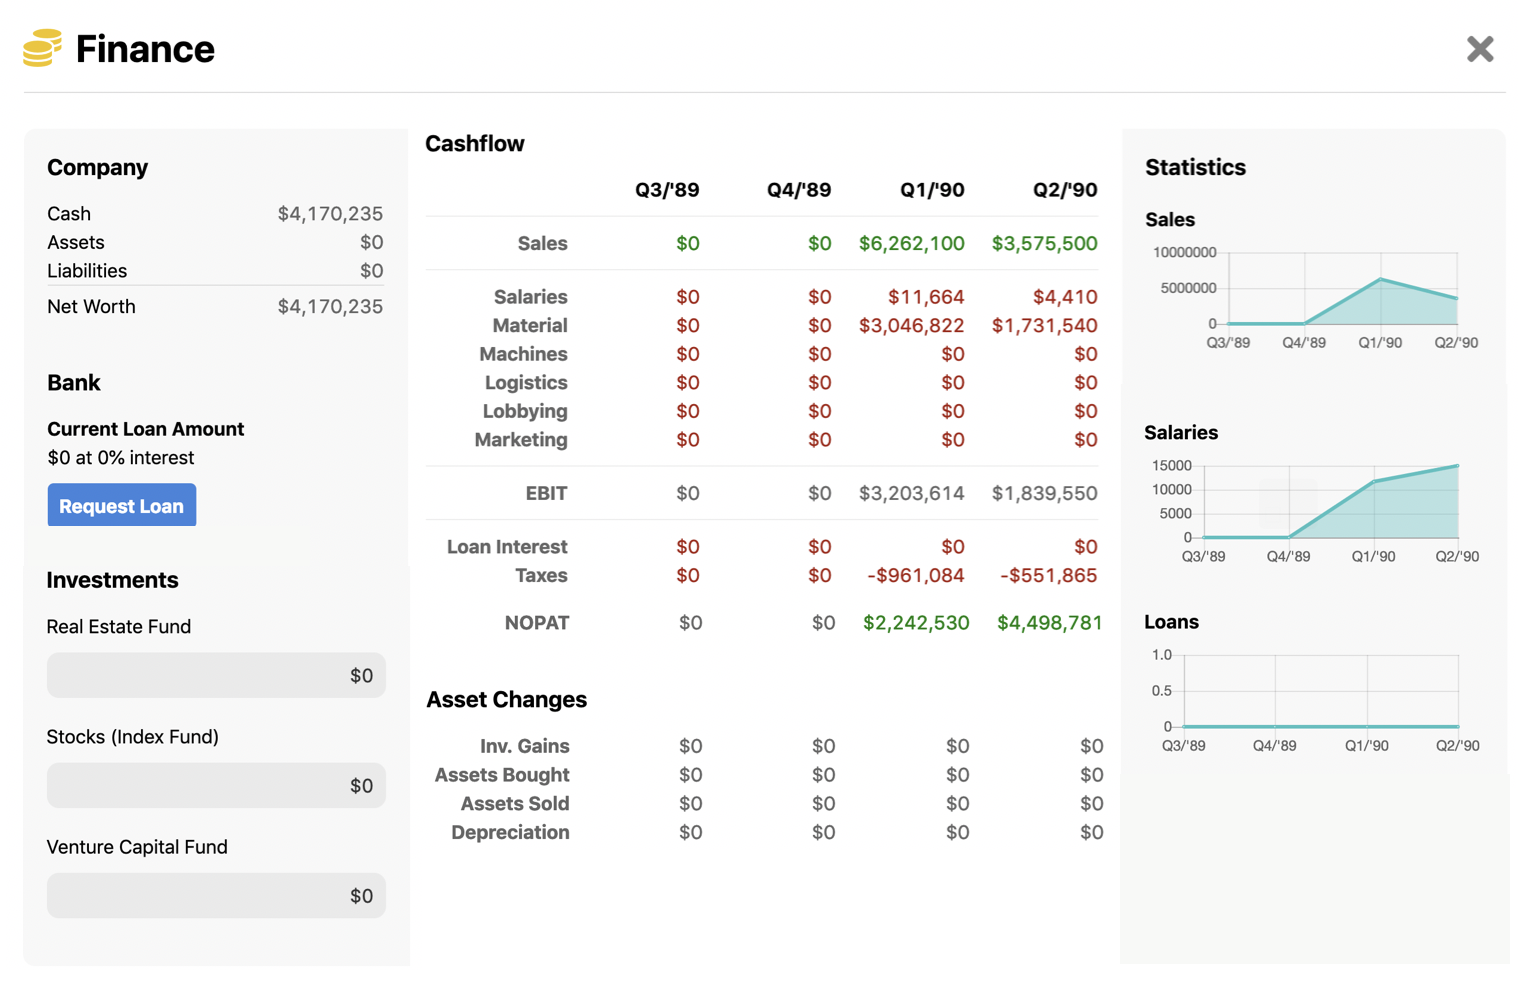 Finance
Company
Cash $4,170,235
Assets $0
Liabilities $0
Net Worth $4,170,235
Bank
Current Loan Amount
$0 at 0% interest
Request Loan
Investments
Real Estate Fund
$0
Stocks (Index Fund)
$0
Venture Capital Fund
$0
Cashflow
Q3/'89 Q4/'89 Q1/'90 Q2/'90
Sales $0 $0 $6,262,100 $3,575,500
Salaries $0 $0 $11,664 $4,410
Material $0 $0 $3,046,822 $1,731,540
Machines $0 $0 $0 $0
Logistics $0 $0 $0 $0
Lobbying $0 $0 $0 $0
Marketing $0 $0 $0 $0
EBIT $0 $0 $3,203,614 $1,839,550
Loan Interest $0 $0 $0 $0
Taxes $0 $0 -$961,084 -$551,865
NOPAT $0 $0 $2,242,530 $4,498,781
Asset Changes
Inv. Gains $0 $0 $0 $0
Assets Bought $0 $0 $0 $0
Assets Sold $0 $0 $0 $0
Depreciation $0 $0 $0 $0
Statistics
Sales
10000000
5000000
0
Q3/'89 Q4/'89 Q1/'90 Q2/'90
Salaries
15000
10000
5000
0
Q3/'89 Q4/'89 Q1/'90 Q2/'90
Loans
1.0
0.5
0
Q3/'89 Q4/'89 Q1/'90 Q2/'90